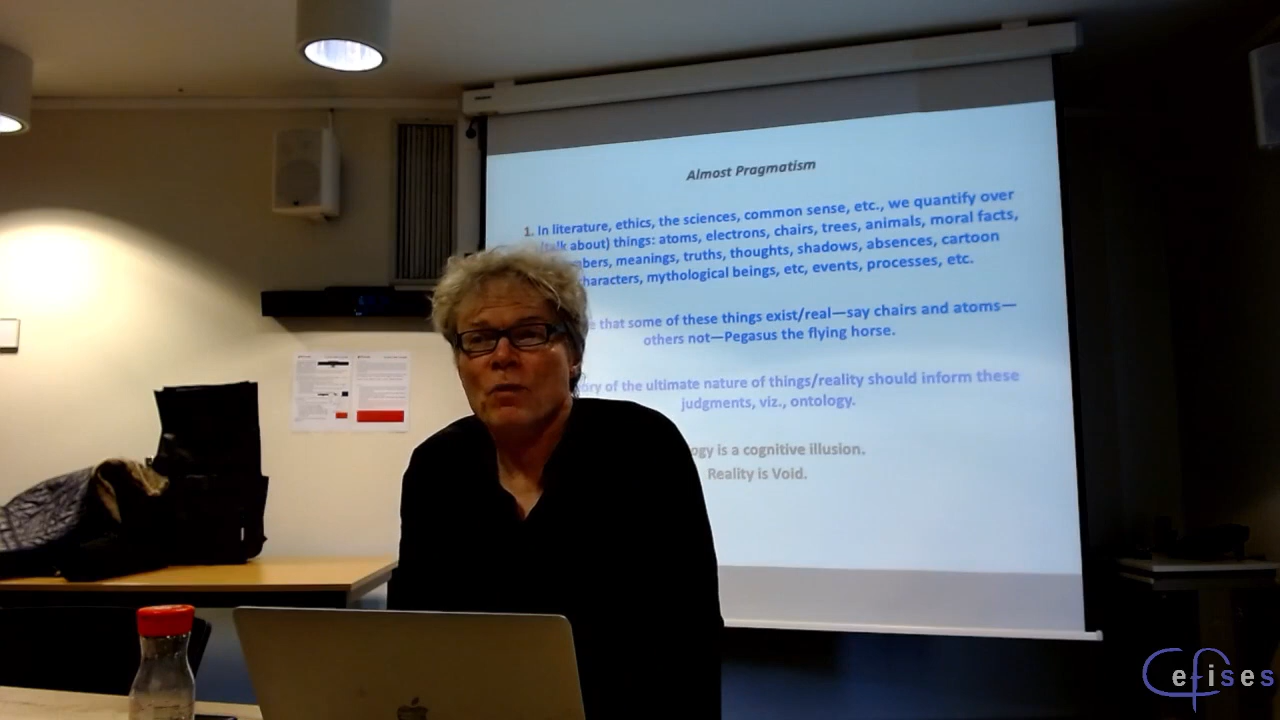 Almost Pragmatism
1. In literature, ethics, the sciences, common sense, etc., we quantify over
(talk about) things: atoms, electrons, chairs, trees, animals, moral facts,
meanings, truths, thoughts, shadows, absences, cartoon
characters, mythological beings, etc, events, processes, etc.
that some of these things exist/real—say chairs and atoms—
others not—Pegasus the flying horse.
of the ultimate nature of things/reality should inform these
judgments, viz., ontology.
is a cognitive illusion.
Reality is Void.
Cefises